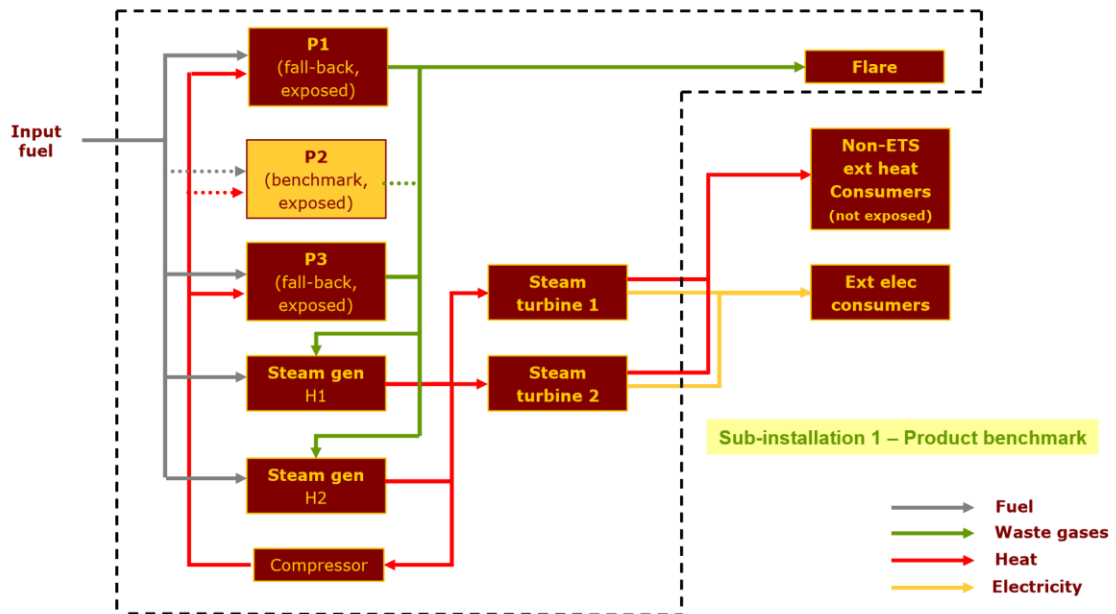 P1
(fall-back,
exposed)
Flare
Input
fuel
P2
(benchmark,
exposed)
Non-ETS
ext heat
Consumers
(not exposed)
P3
(fall-back,
exposed)
Steam
turbine 1
Ext elec
consumers
Steam gen
H1
Steam
turbine 2
Sub-installation 1 – Product benchmark
Steam gen
H2
Fuel
Waste gases
Compressor
Heat
Electricity